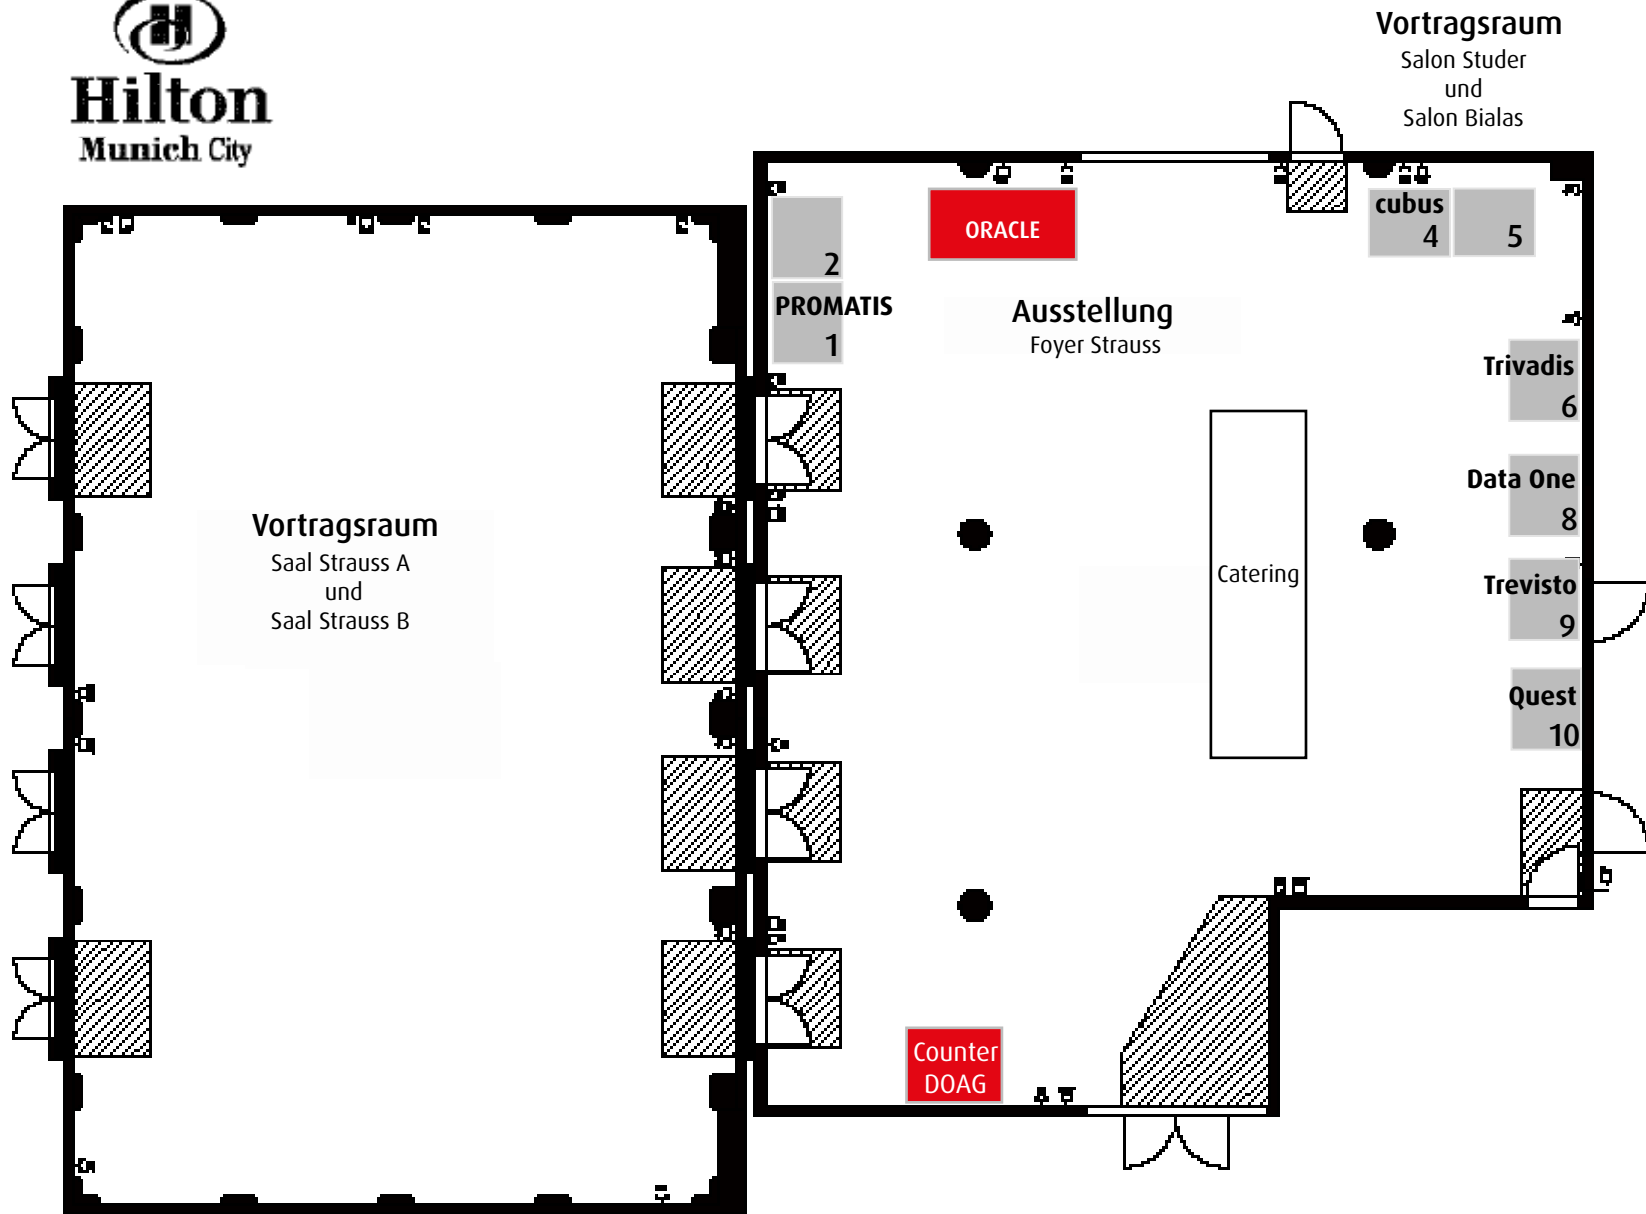 Hilton
Munich City
Vortragsraum
Salon Studer
und
Salon Bialas
cubus
4
5
ORACLE
2
PROMATIS
1
Ausstellung
Foyer Strauss
Trivadis
6
Data One
8
Vortragsraum
Saal Strauss A
und
Saal Strauss B
Catering
Trevisto
9
Quest
10
Counter
DOAG